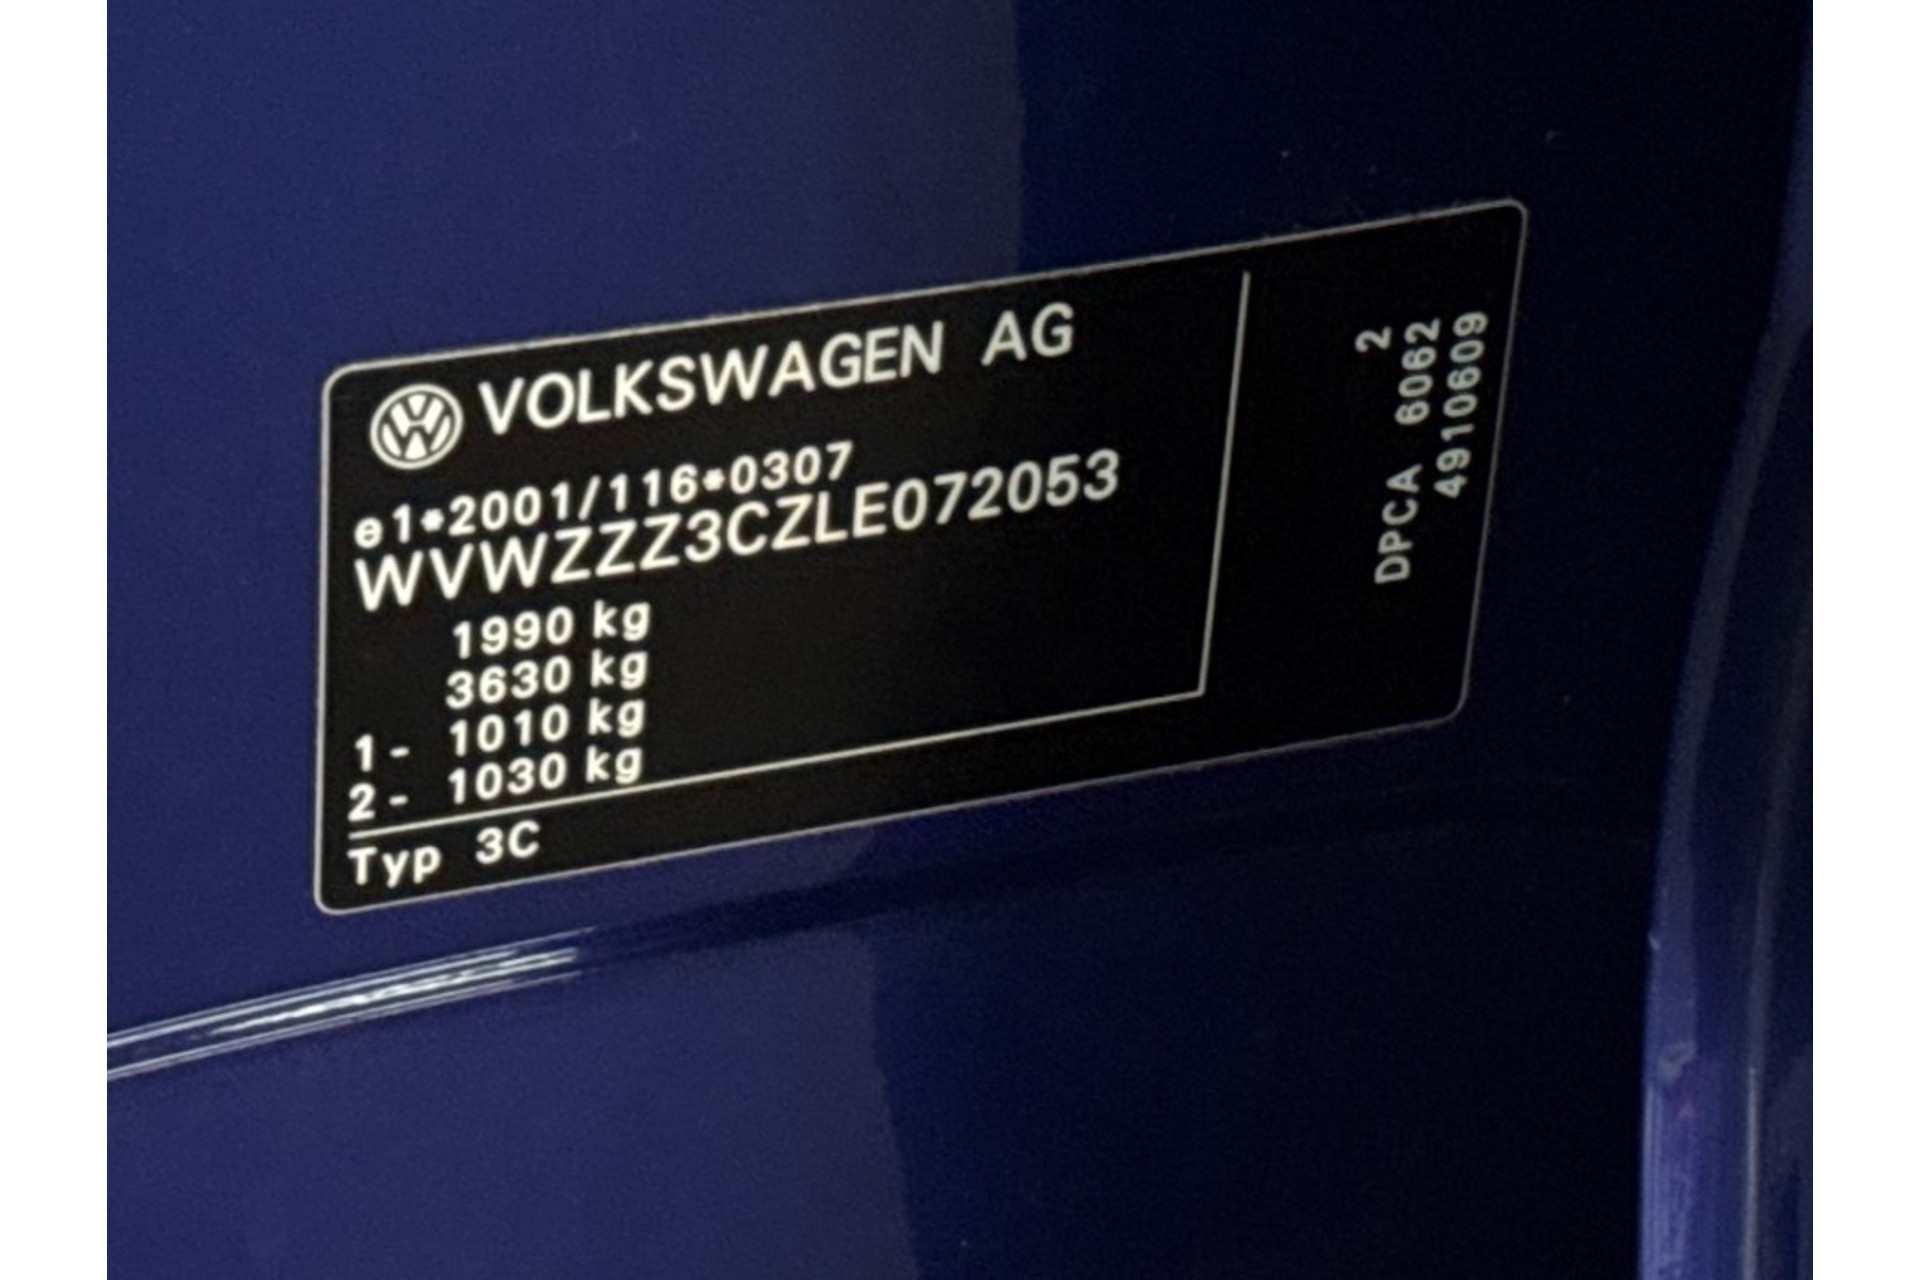 VOLKSWAGEN AG
e1*2001/116*0307
WVWZZZ3CZLE072053
1990 kg
3630 kg
1- 1010 kg
2- 1030 kg
Typ 3C
2
DPCA 6062
4910609